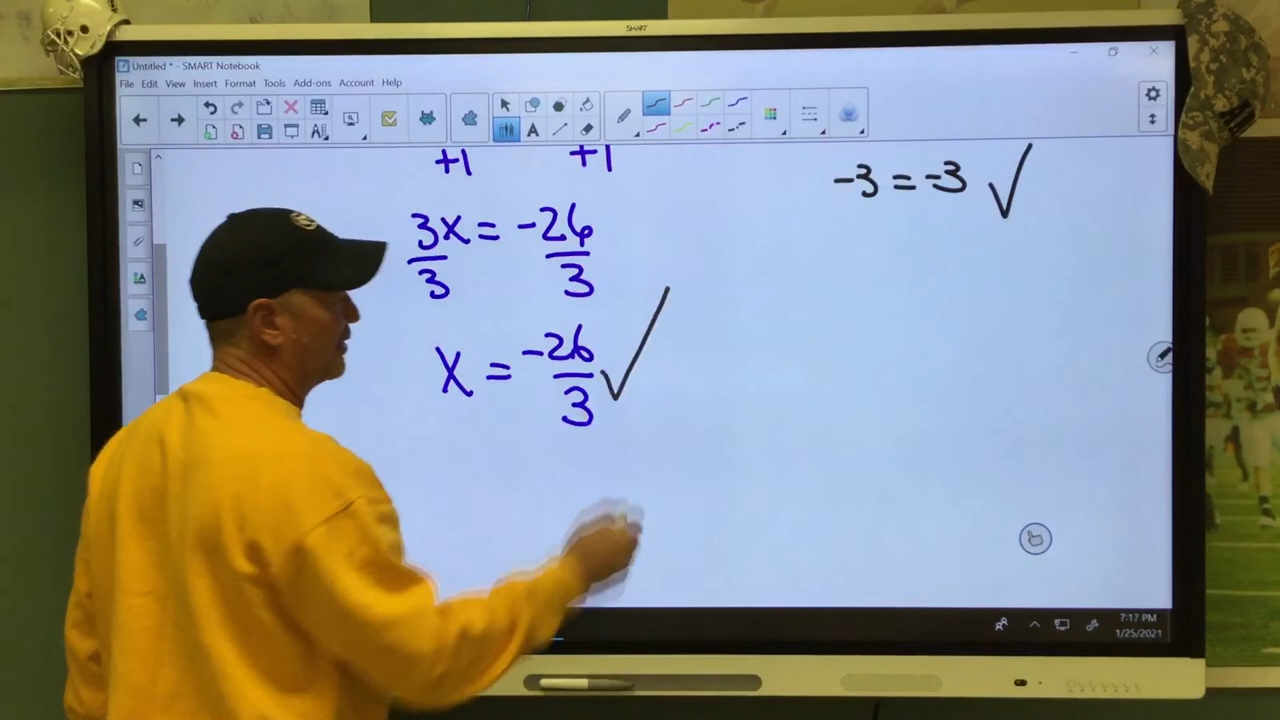 SMART
Untitled * - SMART Notebook
File Edit View Insert Format Tools Add-ons Account Help
+1 +1
-3 = -3 √
3x = -26
3 3
x = -26 √
3
7:17 PM
1/25/2021